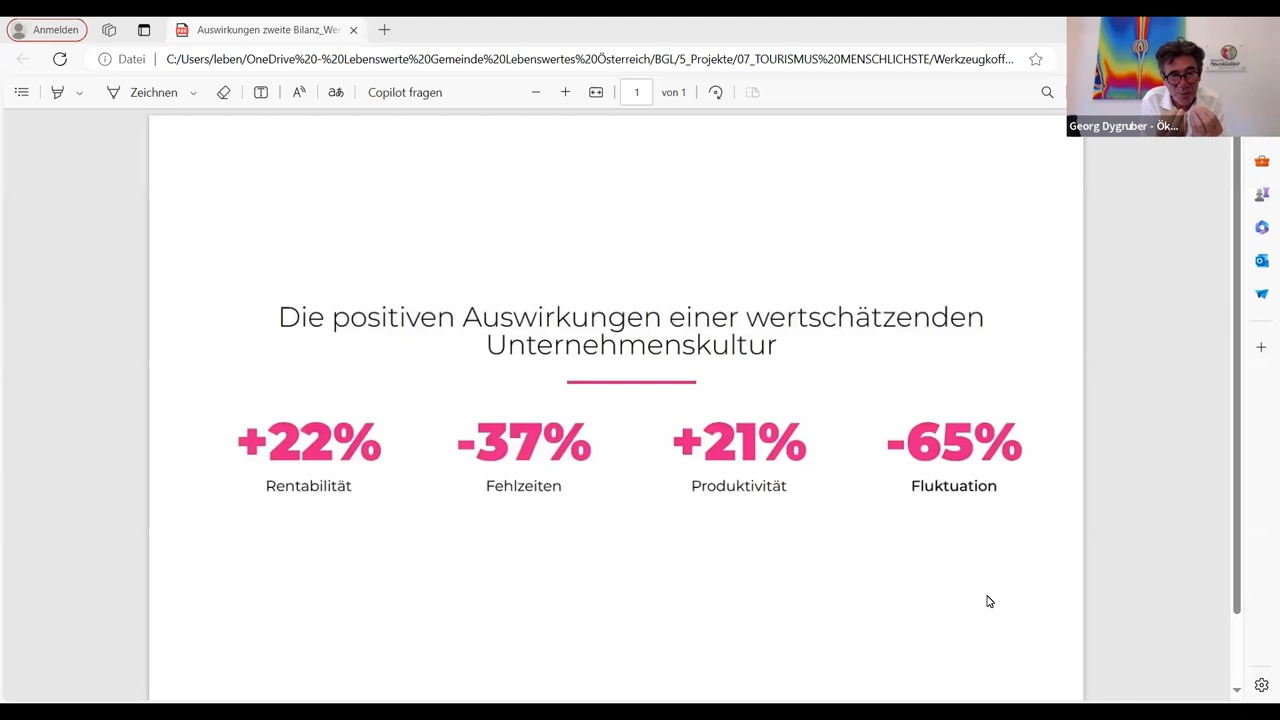 Anmelden
Auswirkungen zweite Bilanz_Wer
Datei
C:/Users/leben/OneDrive%20-%20Lebenswerte%20Gemeinde%20Lebenswertes%20Österreich/BGL/5_Projekte/07_TOURISMUS%20MENSCHLICHSTE/Werkzeugkoff...
Zeichnen
Copilot fragen
1
von 1
Georg Dygruber - Ök...
Die positiven Auswirkungen einer wertschätzenden
Unternehmenskultur
+22%
-37%
+21%
-65%
Rentabilität
Fehlzeiten
Produktivität
Fluktuation